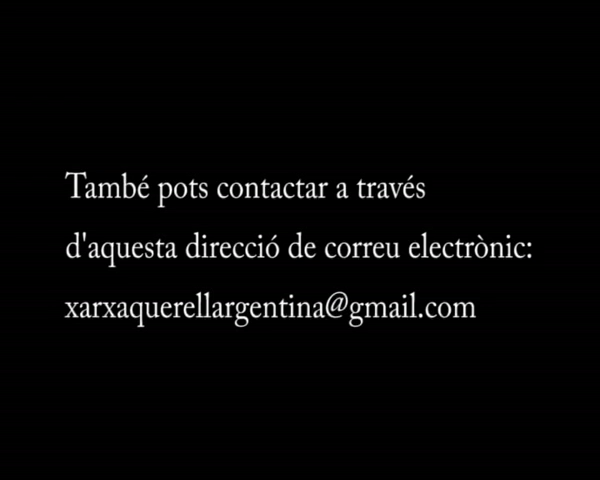 També pots contactar a través
d'aquesta direcció de correu electrònic:
xarxaquerellargentina@gmail.com